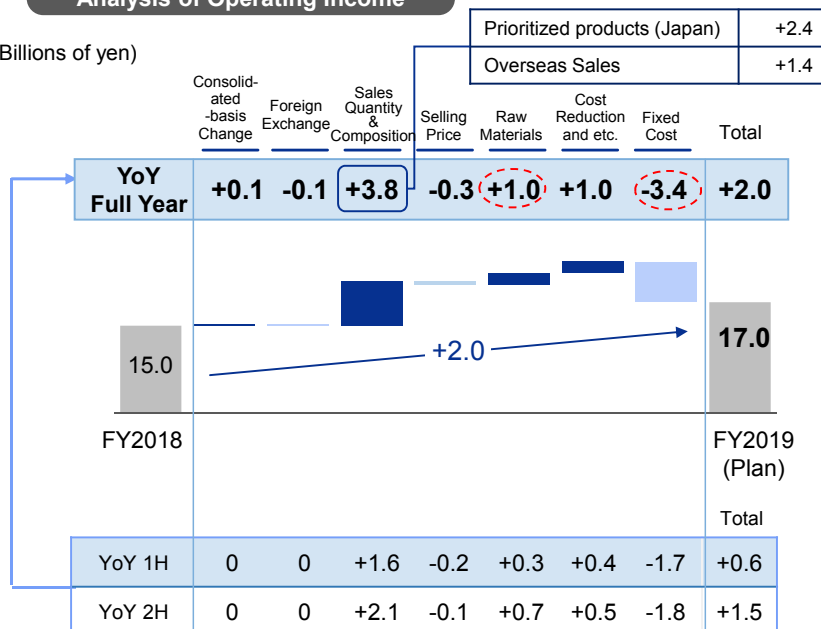 Analysis of Operating Income
Prioritized products (Japan) +2.4
Billions of yen)
Overseas Sales +1.4
Consolid-
ated
-basis
Change
Foreign
Exchange
Sales
Quantity
&
Composition
Selling
Price
Raw
Materials
Cost
Reduction
and etc.
Fixed
Cost
Total
YoY
Full Year
+0.1 -0.1 +3.8 -0.3 +1.0 +1.0 -3.4 +2.0
15.0
+2.0
17.0
FY2018
FY2019
(Plan)
Total
YoY 1H 0 0 +1.6 -0.2 +0.3 +0.4 -1.7 +0.6
YoY 2H 0 0 +2.1 -0.1 +0.7 +0.5 -1.8 +1.5